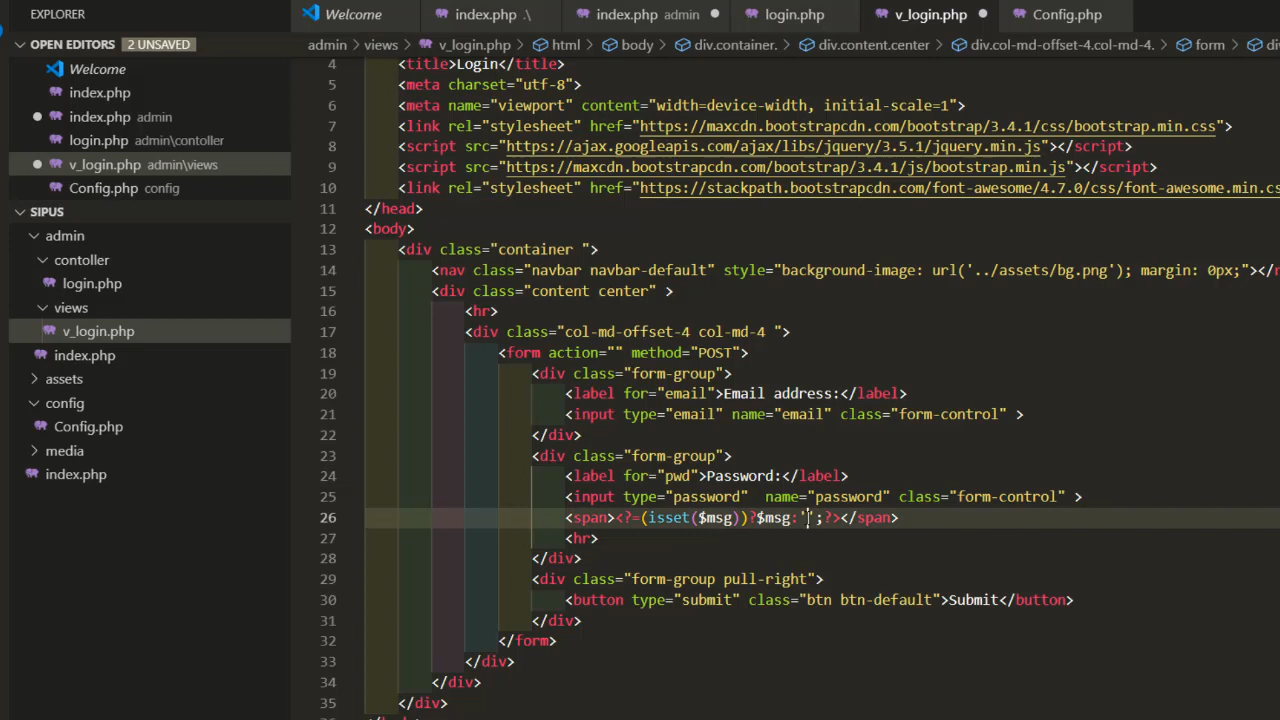 EXPLORER
Welcome
index.php .\
index.php admin
login.php
v_login.php
Config.php
OPEN EDITORS 2 UNSAVED
admin > views > v_login.php > html > body > div.container. > div.content.center > div.col-md-offset-4.col-md-4. > form >
Welcome
index.php
index.php admin
login.php admin\contoller
v_login.php admin\views
Config.php config
SIPUS
admin
contoller
login.php
views
v_login.php
index.php
assets
config
Config.php
media
index.php
4 <title>Login</title>
5 <meta charset="utf-8">
6 <meta name="viewport" content="width=device-width, initial-scale=1">
7 <link rel="stylesheet" href="https://maxcdn.bootstrapcdn.com/bootstrap/3.4.1/css/bootstrap.min.css">
8 <script src="https://ajax.googleapis.com/ajax/libs/jquery/3.5.1/jquery.min.js"></script>
9 <script src="https://maxcdn.bootstrapcdn.com/bootstrap/3.4.1/js/bootstrap.min.js"></script>
10 <link rel="stylesheet" href="https://stackpath.bootstrapcdn.com/font-awesome/4.7.0/css/font-awesome.min.cs
11 </head>
12 <body>
13 <div class="container ">
14 <nav class="navbar navbar-default" style="background-image: url('../assets/bg.png'); margin: 0px;"></n
15 <div class="content center" >
16 <hr>
17 <div class="col-md-offset-4 col-md-4 ">
18 <form action="" method="POST">
19 <div class="form-group">
20 <label for="email">Email address:</label>
21 <input type="email" name="email" class="form-control" >
22 </div>
23 <div class="form-group">
24 <label for="pwd">Password:</label>
25 <input type="password"  name="password" class="form-control" >
26 <span><?=(isset($msg))?$msg:'';?></span>
27 <hr>
28 </div>
29 <div class="form-group pull-right">
30 <button type="submit" class="btn btn-default">Submit</button>
31 </div>
32 </form>
33 </div>
34 </div>
35 </div>